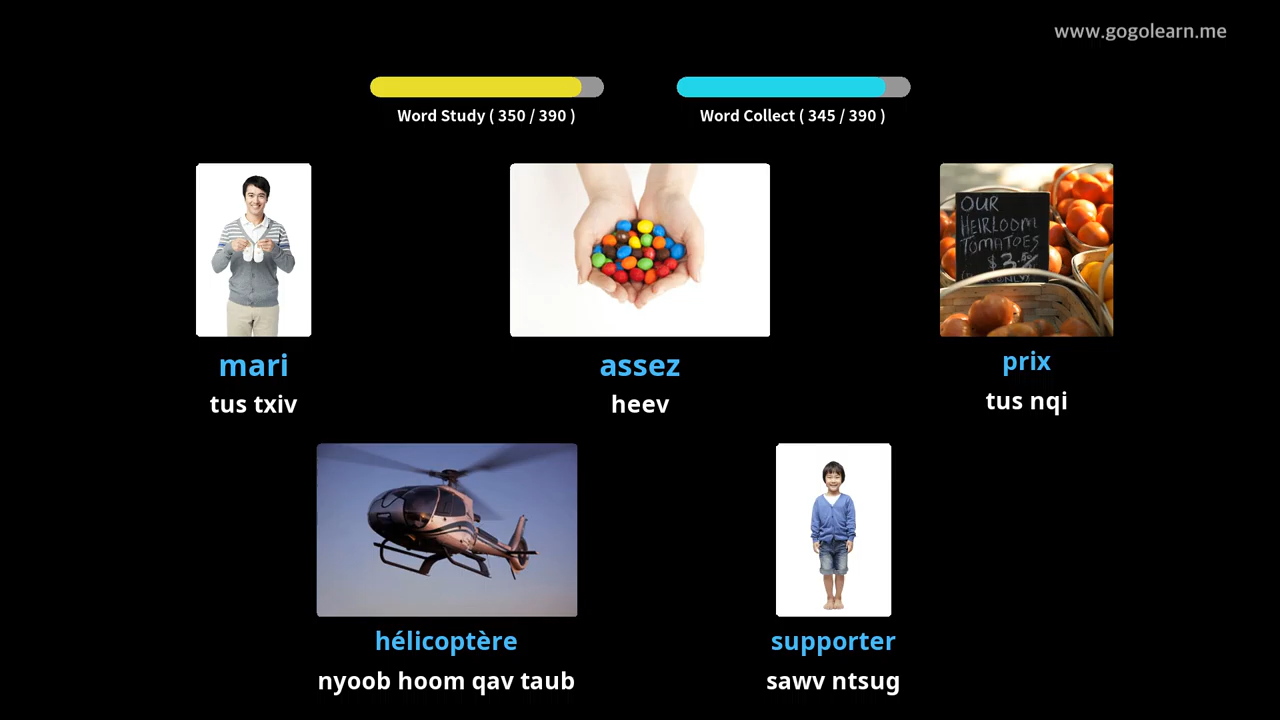 www.gogolearn.me
Word Study ( 350 / 390 )
Word Collect ( 345 / 390 )
OUR
HEIRLOOM
TOMATOES
mari
assez
prix
tus txiv
heev
tus nqi
hélicoptère
supporter
nyoob hoom qav taub
sawv ntsug